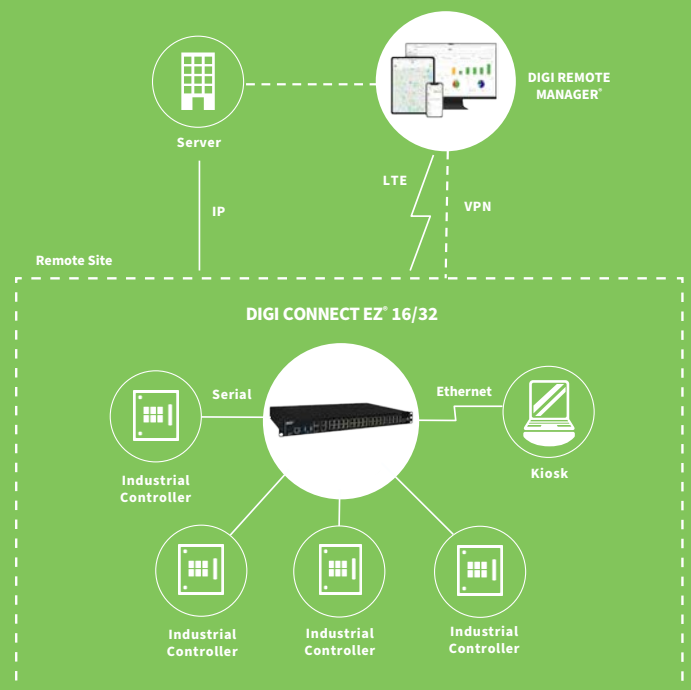 DIGI REMOTE
MANAGER®
Server
LTE
VPN
IP
Remote Site
DIGI CONNECT EZ® 16/32
Serial
Ethernet
Industrial
Controller
Kiosk
Industrial
Controller
Industrial
Controller
Industrial
Controller